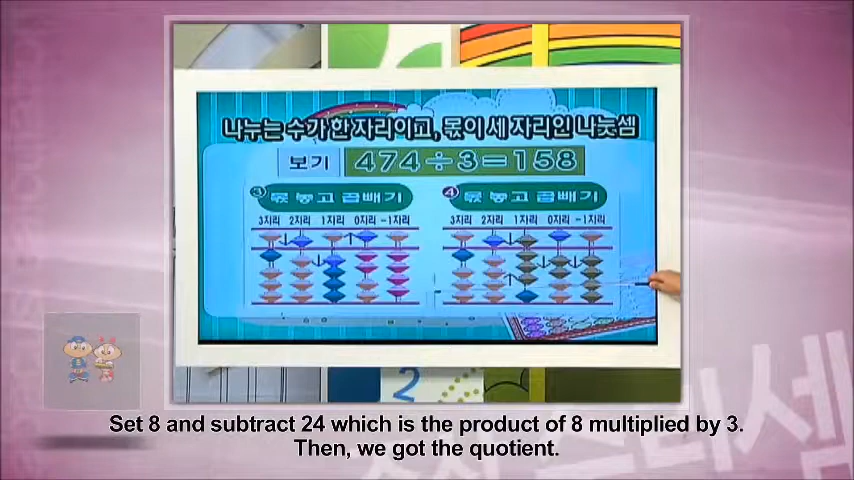 나누는 수가 한 자리이고, 몫이 세 자리인 나눗셈
보기 474÷3=158
③ 몫 놓고 곱빼기
3자리 2자리 1자리 0자리 -1자리
④ 몫 놓고 곱빼기
3자리 2자리 1자리 0자리 -1자리
2
Set 8 and subtract 24 which is the product of 8 multiplied by 3.
Then, we got the quotient.